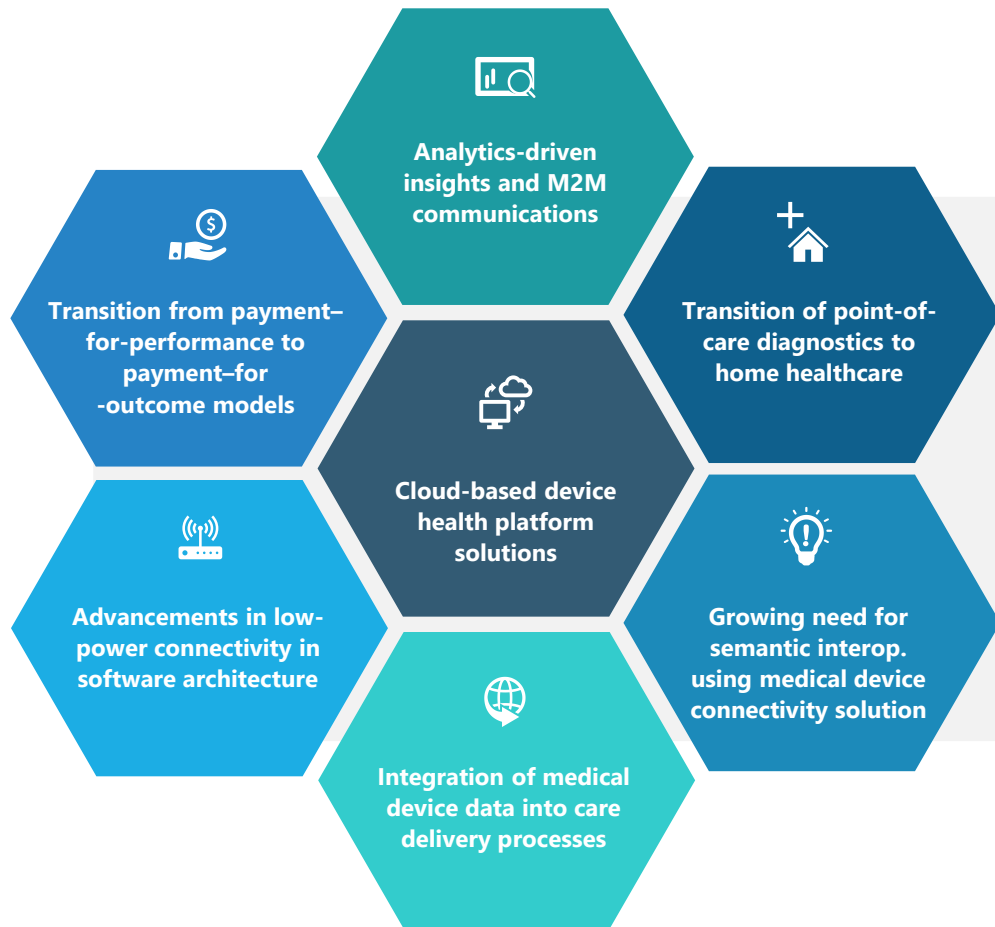 Analytics-driven
insights and M2M
communications
Transition from payment–
for-performance to
payment–for
-outcome models
Transition of point-of-
care diagnostics to
home healthcare
Cloud-based device
health platform
solutions
Advancements in low-
power connectivity in
software architecture
Growing need for
semantic interop.
using medical device
connectivity solution
Integration of medical
device data into care
delivery processes